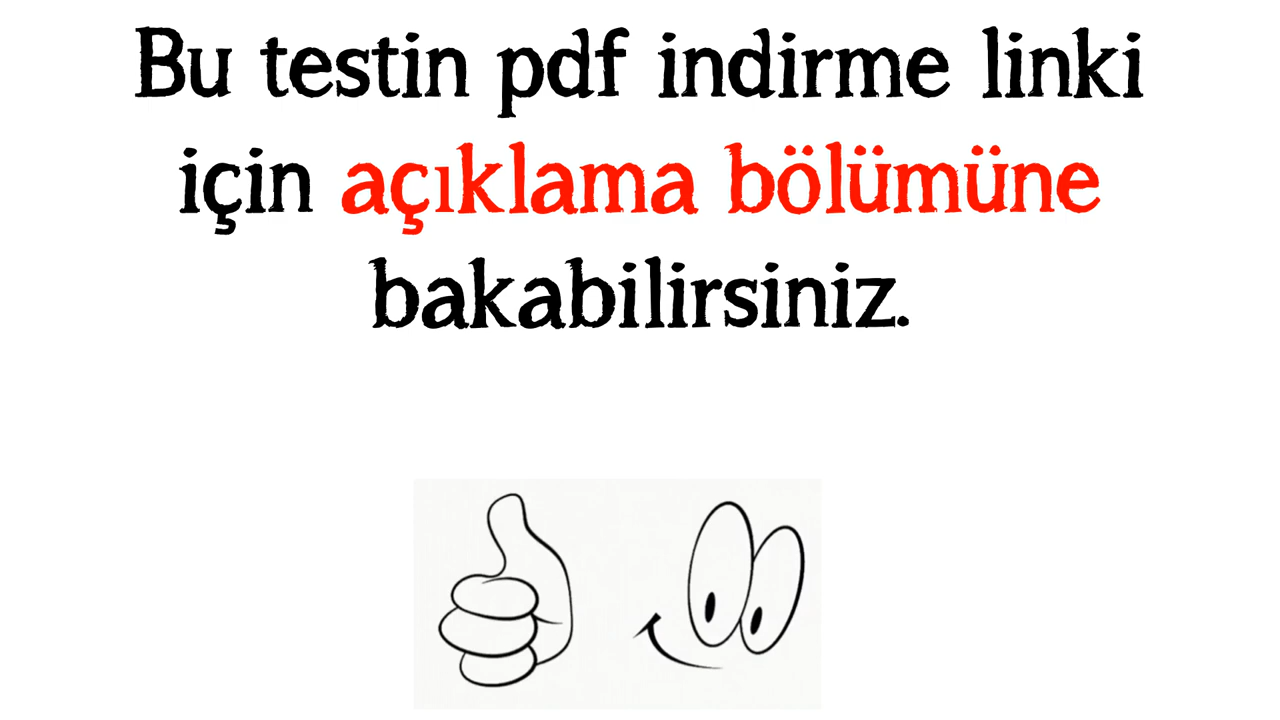 Bu testin pdf indirme linki
için açıklama bölümüne
bakabilirsiniz.